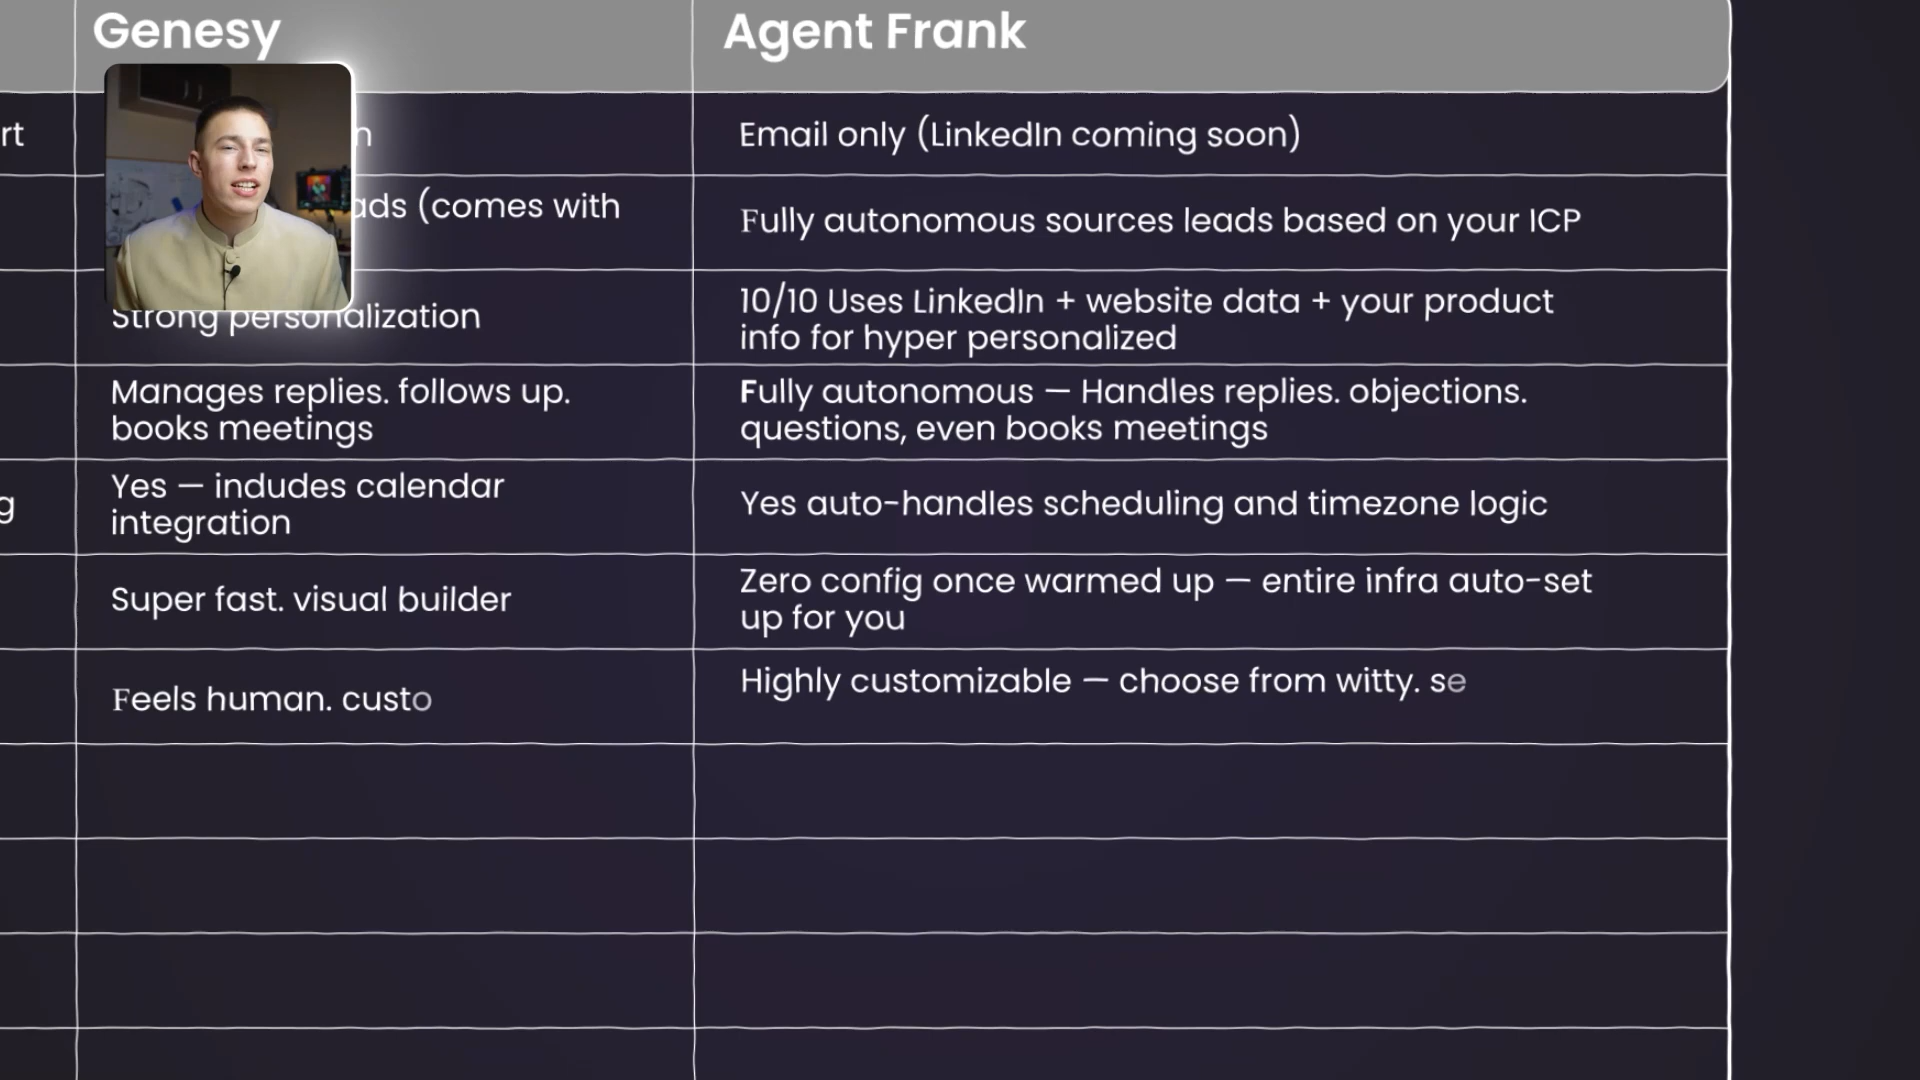 Genesy
Agent Frank
rt
n
Email only (LinkedIn coming soon)
ads (comes with
Fully autonomous sources leads based on your ICP
Strong personalization
10/10 Uses LinkedIn + website data + your product
info for hyper personalized
Manages replies. follows up.
books meetings
Fully autonomous — Handles replies. objections.
questions, even books meetings
g
Yes — indudes calendar
integration
Yes auto-handles scheduling and timezone logic
Super fast. visual builder
Zero config once warmed up — entire infra auto-set
up for you
Feels human. custo
Highly customizable — choose from witty. se